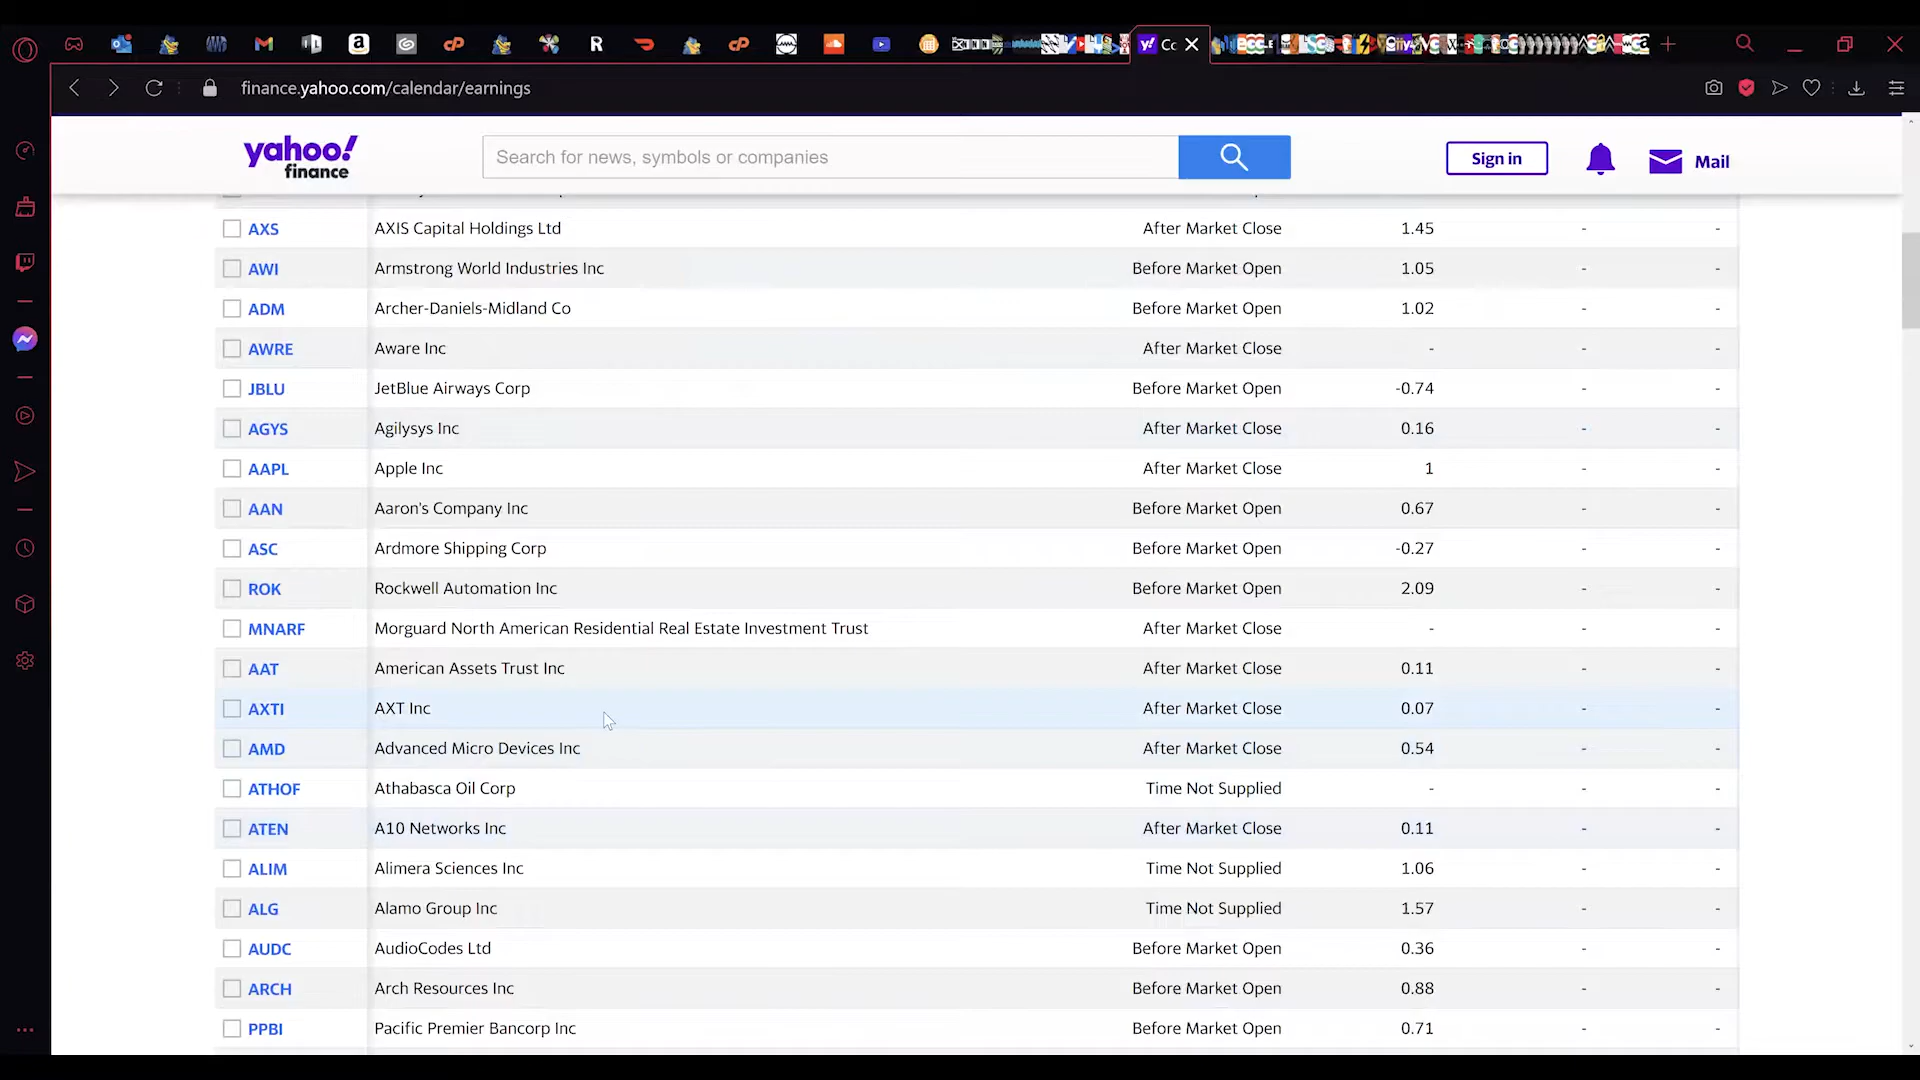 Cc
finance.yahoo.com/calendar/earnings
yahoo! finance
Search for news, symbols or companies
Sign in
Mail
AXS AXIS Capital Holdings Ltd After Market Close 1.45 - -
AWI Armstrong World Industries Inc Before Market Open 1.05 - -
ADM Archer-Daniels-Midland Co Before Market Open 1.02 - -
AWRE Aware Inc After Market Close - - -
JBLU JetBlue Airways Corp Before Market Open -0.74 - -
AGYS Agilysys Inc After Market Close 0.16 - -
AAPL Apple Inc After Market Close 1 - -
AAN Aaron's Company Inc Before Market Open 0.67 - -
ASC Ardmore Shipping Corp Before Market Open -0.27 - -
ROK Rockwell Automation Inc Before Market Open 2.09 - -
MNARF Morguard North American Residential Real Estate Investment Trust After Market Close - - -
AAT American Assets Trust Inc After Market Close 0.11 - -
AXTI AXT Inc After Market Close 0.07 - -
AMD Advanced Micro Devices Inc After Market Close 0.54 - -
ATHOF Athabasca Oil Corp Time Not Supplied - - -
ATEN A10 Networks Inc After Market Close 0.11 - -
ALIM Alimera Sciences Inc Time Not Supplied 1.06 - -
ALG Alamo Group Inc Time Not Supplied 1.57 - -
AUDC AudioCodes Ltd Before Market Open 0.36 - -
ARCH Arch Resources Inc Before Market Open 0.88 - -
PPBI Pacific Premier Bancorp Inc Before Market Open 0.71 - -